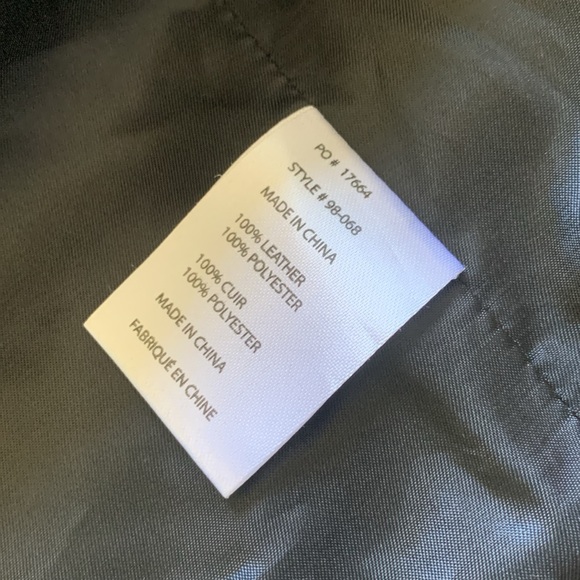 PO # 17664
STYLE # 98-068
MADE IN CHINA
100% LEATHER
100% POLYESTER
100% CUIR
100% POLYESTER
MADE IN CHINA
FABRIQUÉ EN CHINE